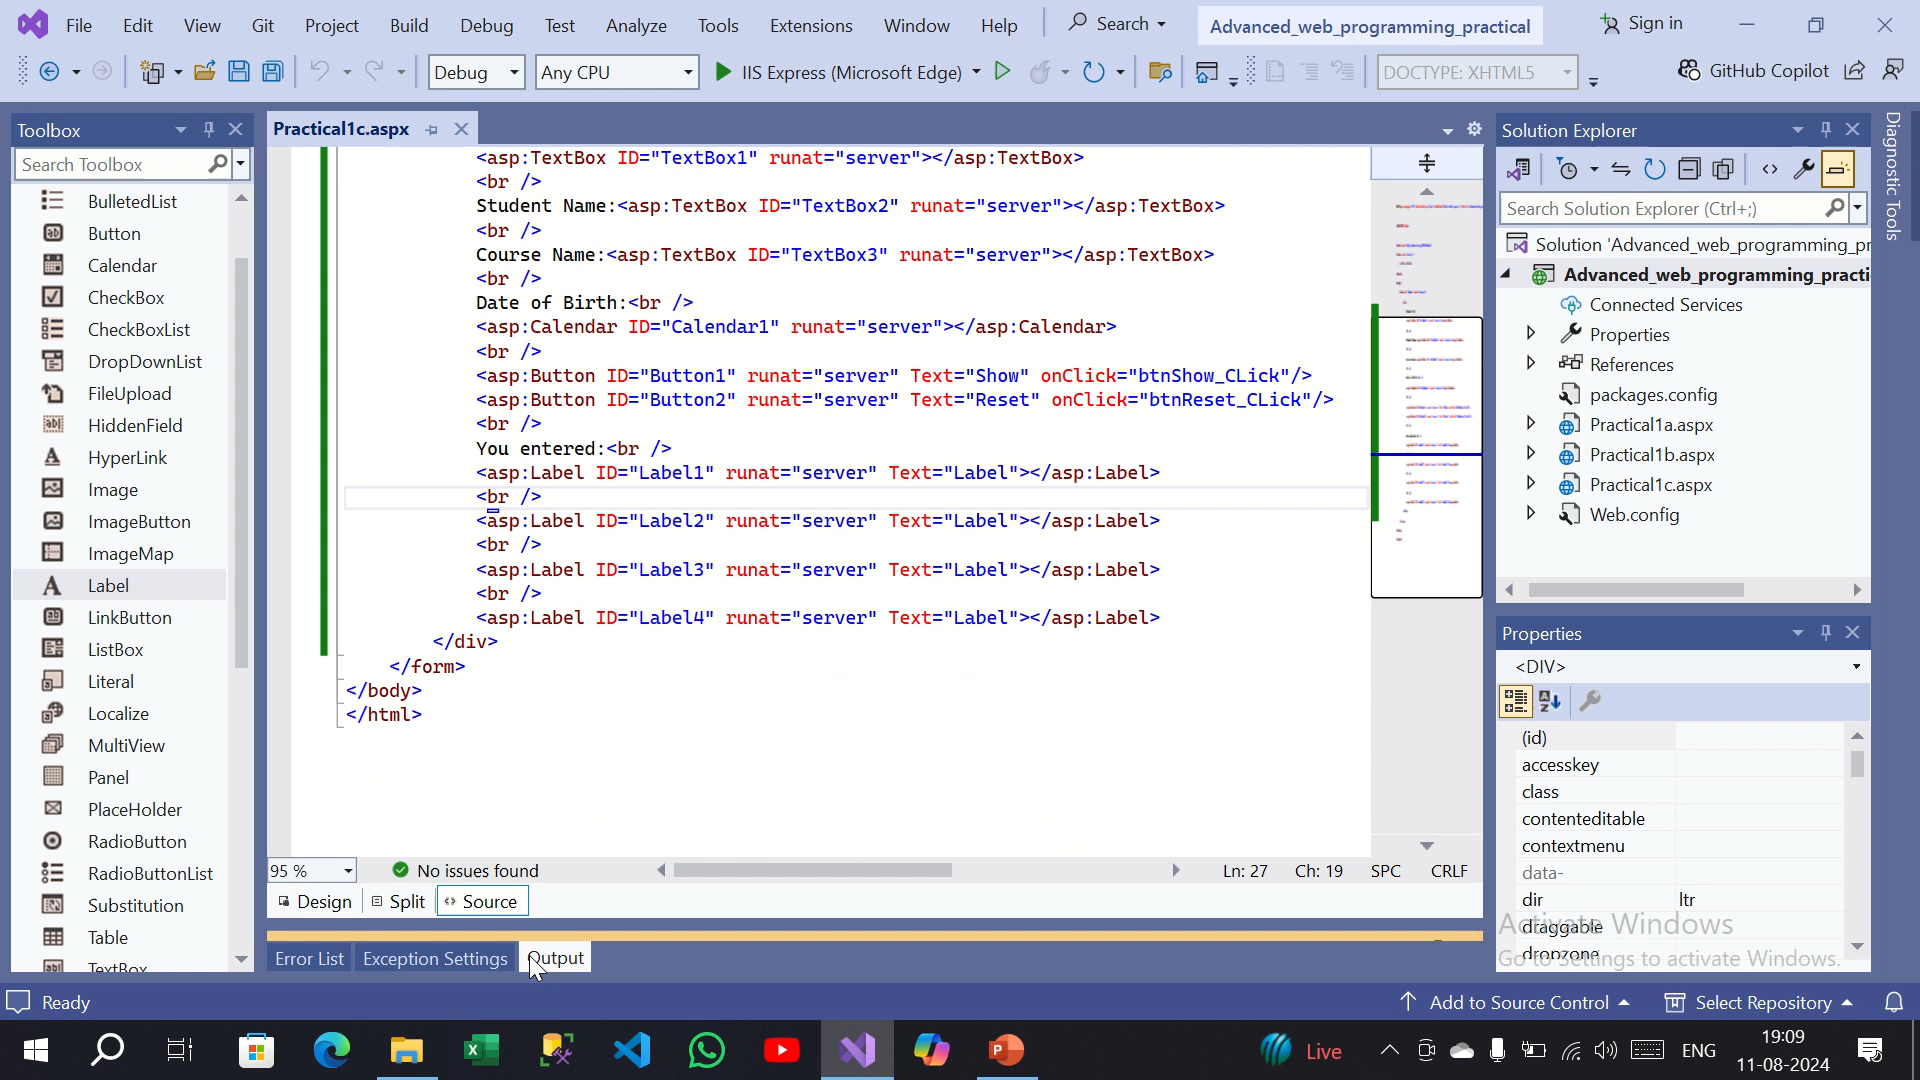 File Edit View Git Project Build Debug Test Analyze Tools Extensions Window Help Search Advanced_web_programming_practical Sign in
Debug Any CPU IIS Express (Microsoft Edge) DOCTYPE: XHTML5 GitHub Copilot
Toolbox
Search Toolbox
BulletedList
Button
Calendar
CheckBox
CheckBoxList
DropDownList
FileUpload
HiddenField
HyperLink
Image
ImageButton
ImageMap
Label
LinkButton
ListBox
Literal
Localize
MultiView
Panel
PlaceHolder
RadioButton
RadioButtonList
Substitution
Table
TextBox
Practical1c.aspx
<asp:TextBox ID="TextBox1" runat="server"></asp:TextBox>
<br />
Student Name:<asp:TextBox ID="TextBox2" runat="server"></asp:TextBox>
<br />
Course Name:<asp:TextBox ID="TextBox3" runat="server"></asp:TextBox>
<br />
Date of Birth:<br />
<asp:Calendar ID="Calendar1" runat="server"></asp:Calendar>
<br />
<asp:Button ID="Button1" runat="server" Text="Show" onClick="btnShow_CLick"/>
<asp:Button ID="Button2" runat="server" Text="Reset" onClick="btnReset_CLick"/>
<br />
You entered:<br />
<asp:Label ID="Label1" runat="server" Text="Label"></asp:Label>
<br />
<asp:Label ID="Label2" runat="server" Text="Label"></asp:Label>
<br />
<asp:Label ID="Label3" runat="server" Text="Label"></asp:Label>
<br />
<asp:Label ID="Label4" runat="server" Text="Label"></asp:Label>
</div>
</form>
</body>
</html>
95 % No issues found Ln: 27 Ch: 19 SPC CRLF
Design Split Source
Error List Exception Settings Output
Solution Explorer
Search Solution Explorer (Ctrl+;)
Solution 'Advanced_web_programming_pr
Advanced_web_programming_practi
Connected Services
Properties
References
packages.config
Practical1a.aspx
Practical1b.aspx
Practical1c.aspx
Web.config
Properties
<DIV>
(id)
accesskey
class
contenteditable
contextmenu
data-
dir ltr
draggable
dropzone
Activate Windows
Go to Settings to activate Windows.
Diagnostic Tools
Ready Add to Source Control Select Repository
Live ENG 19:09
11-08-2024